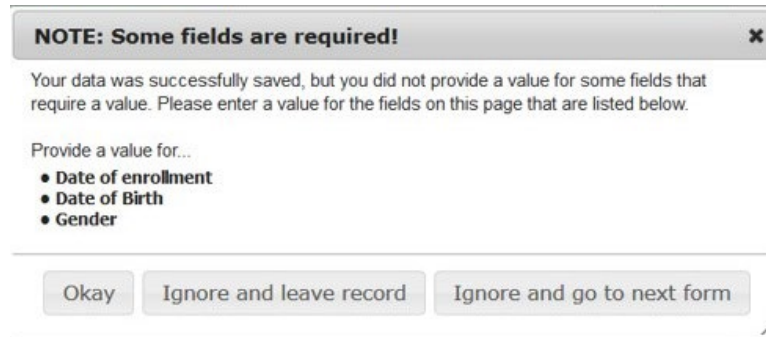 NOTE: Some fields are required!
Your data was successfully saved, but you did not provide a value for some fields that
require a value. Please enter a value for the fields on this page that are listed below.
Provide a value for...
• Date of enrollment
• Date of Birth
• Gender
Okay Ignore and leave record Ignore and go to next form